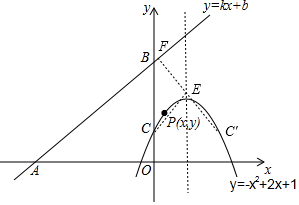 y
y=kx+b
F
B
E
P(x,y)
C
C'
A
O
x
y=-x²+2x+1